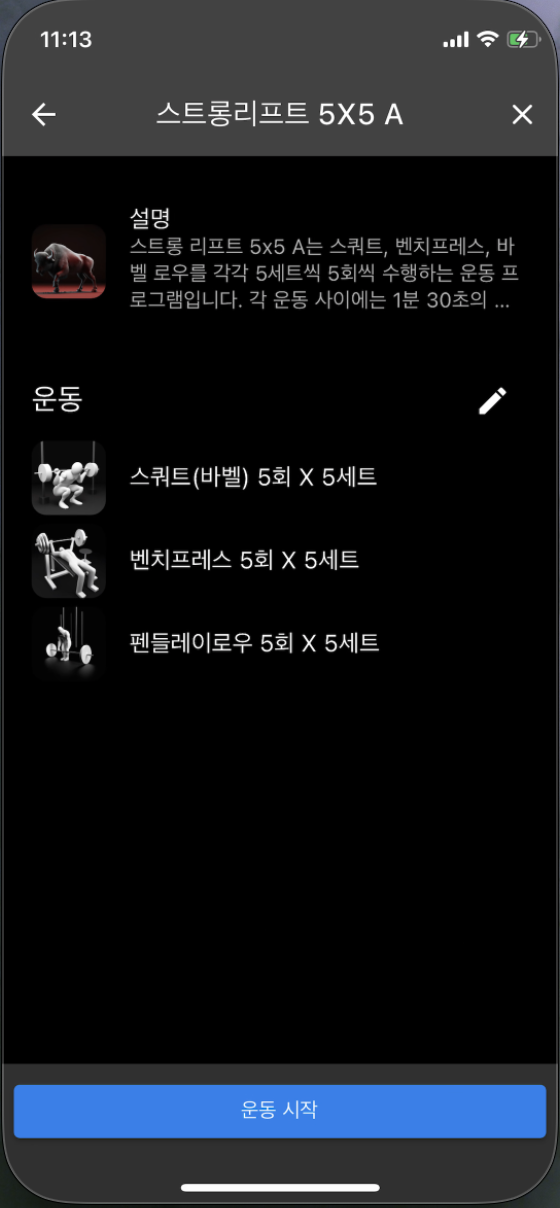 11:13
스트롱리프트 5X5 A
설명
스트롱 리프트 5x5 A는 스쿼트, 벤치프레스, 바
벨 로우를 각각 5세트씩 5회씩 수행하는 운동 프
로그램입니다. 각 운동 사이에는 1분 30초의 ...
운동
스쿼트(바벨) 5회 X 5세트
벤치프레스 5회 X 5세트
펜들레이로우 5회 X 5세트
운동 시작